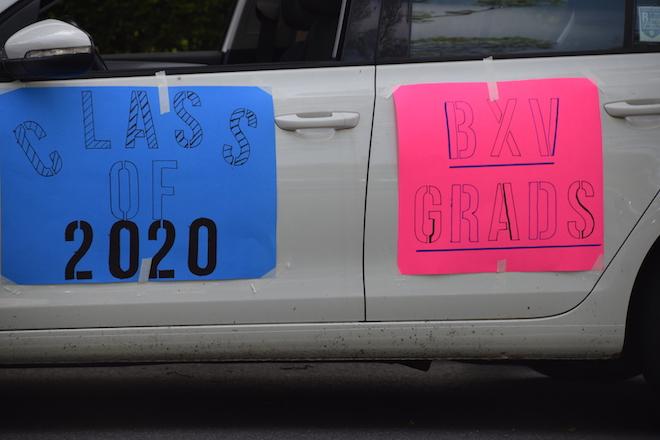 CLASS
OF
2020
BXV
GRADS